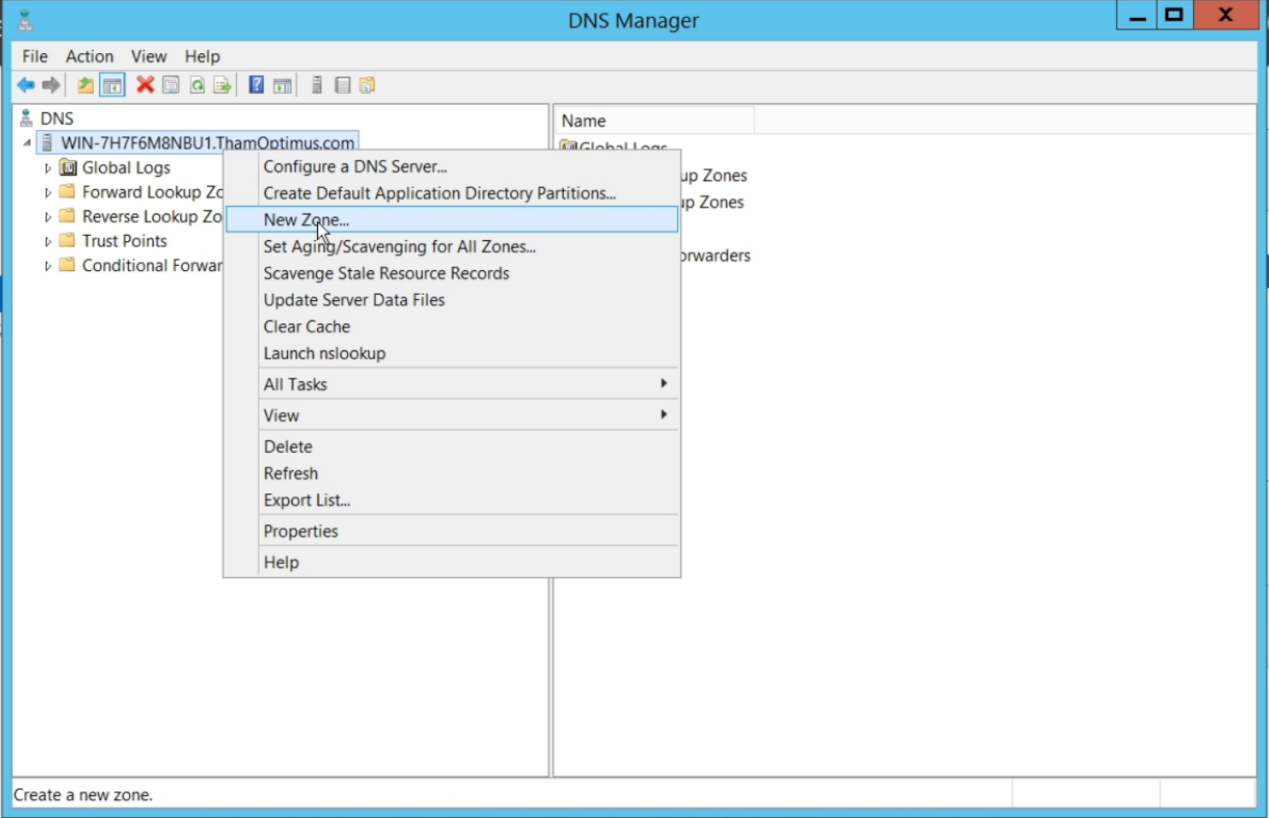 DNS Manager
File Action View Help
DNS
WIN-7H7F6M8NBU1.ThamOptimus.com
Global Logs
Forward Lookup Zo
Reverse Lookup Zo
Trust Points
Conditional Forwar
Configure a DNS Server...
Create Default Application Directory Partitions...
New Zone...
Set Aging/Scavenging for All Zones...
Scavenge Stale Resource Records
Update Server Data Files
Clear Cache
Launch nslookup
All Tasks
View
Delete
Refresh
Export List...
Properties
Help
Name
Global Logs
up Zones
up Zones
orwarders
Create a new zone.